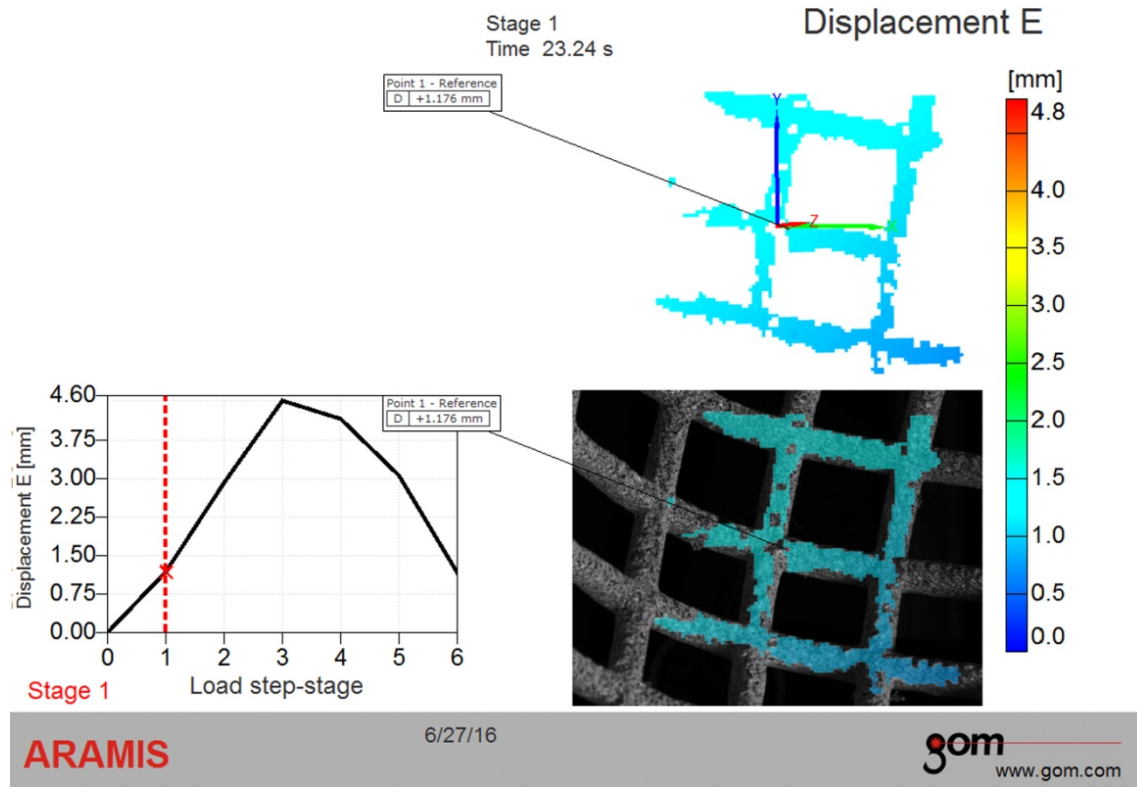 Stage 1
Time 23.24 s
Displacement E
Point 1 - Reference
D +1.176 mm
[mm]
4.8
4.0
3.5
3.0
2.5
2.0
1.5
1.0
0.5
0.0
Y
Z
4.60
3.75
3.00
2.25
1.50
0.75
0.00
Displacement E [mm]
0 1 2 3 4 5 6
Load step-stage
Stage 1
Point 1 - Reference
D +1.176 mm
ARAMIS
6/27/16
gom
www.gom.com